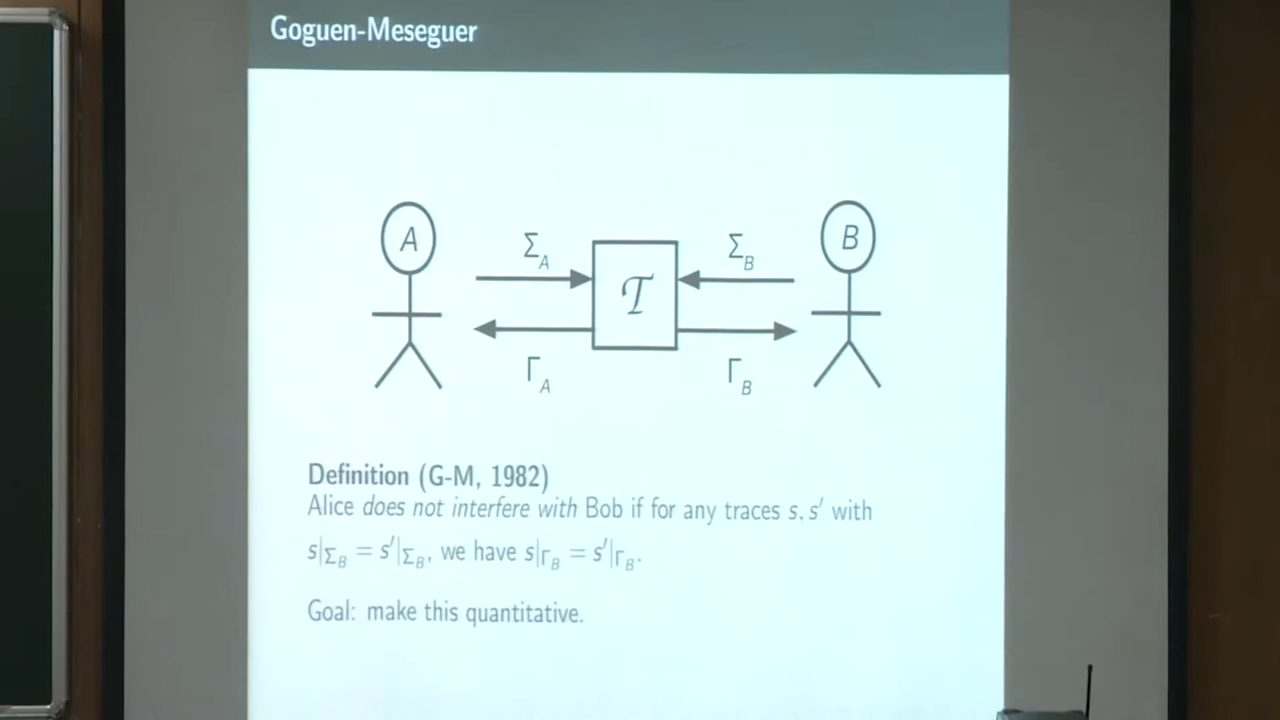 Goguen-Meseguer
A
Σ_A
Σ_B
B
𝒯
Γ_A
Γ_B
Definition (G-M, 1982)
Alice does not interfere with Bob if for any traces s, s′ with
s|Σ_B = s′|Σ_B, we have s|Γ_B = s′|Γ_B.
Goal: make this quantitative.